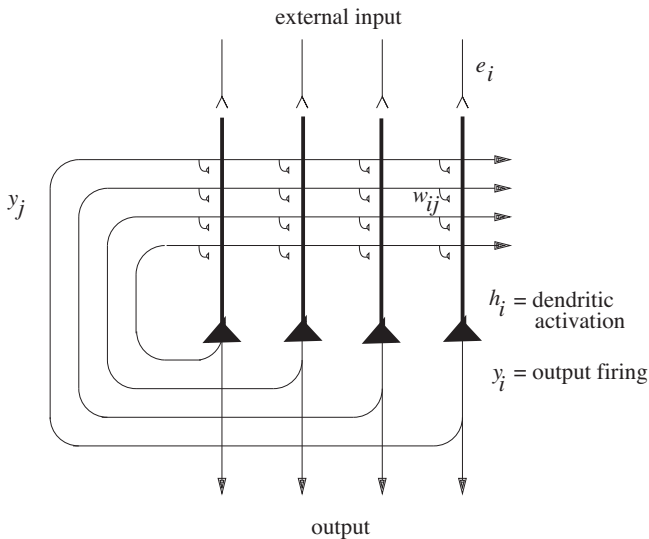 external input
e_i
y_j
w_ij
h_i = dendritic
activation
y_i = output firing
output